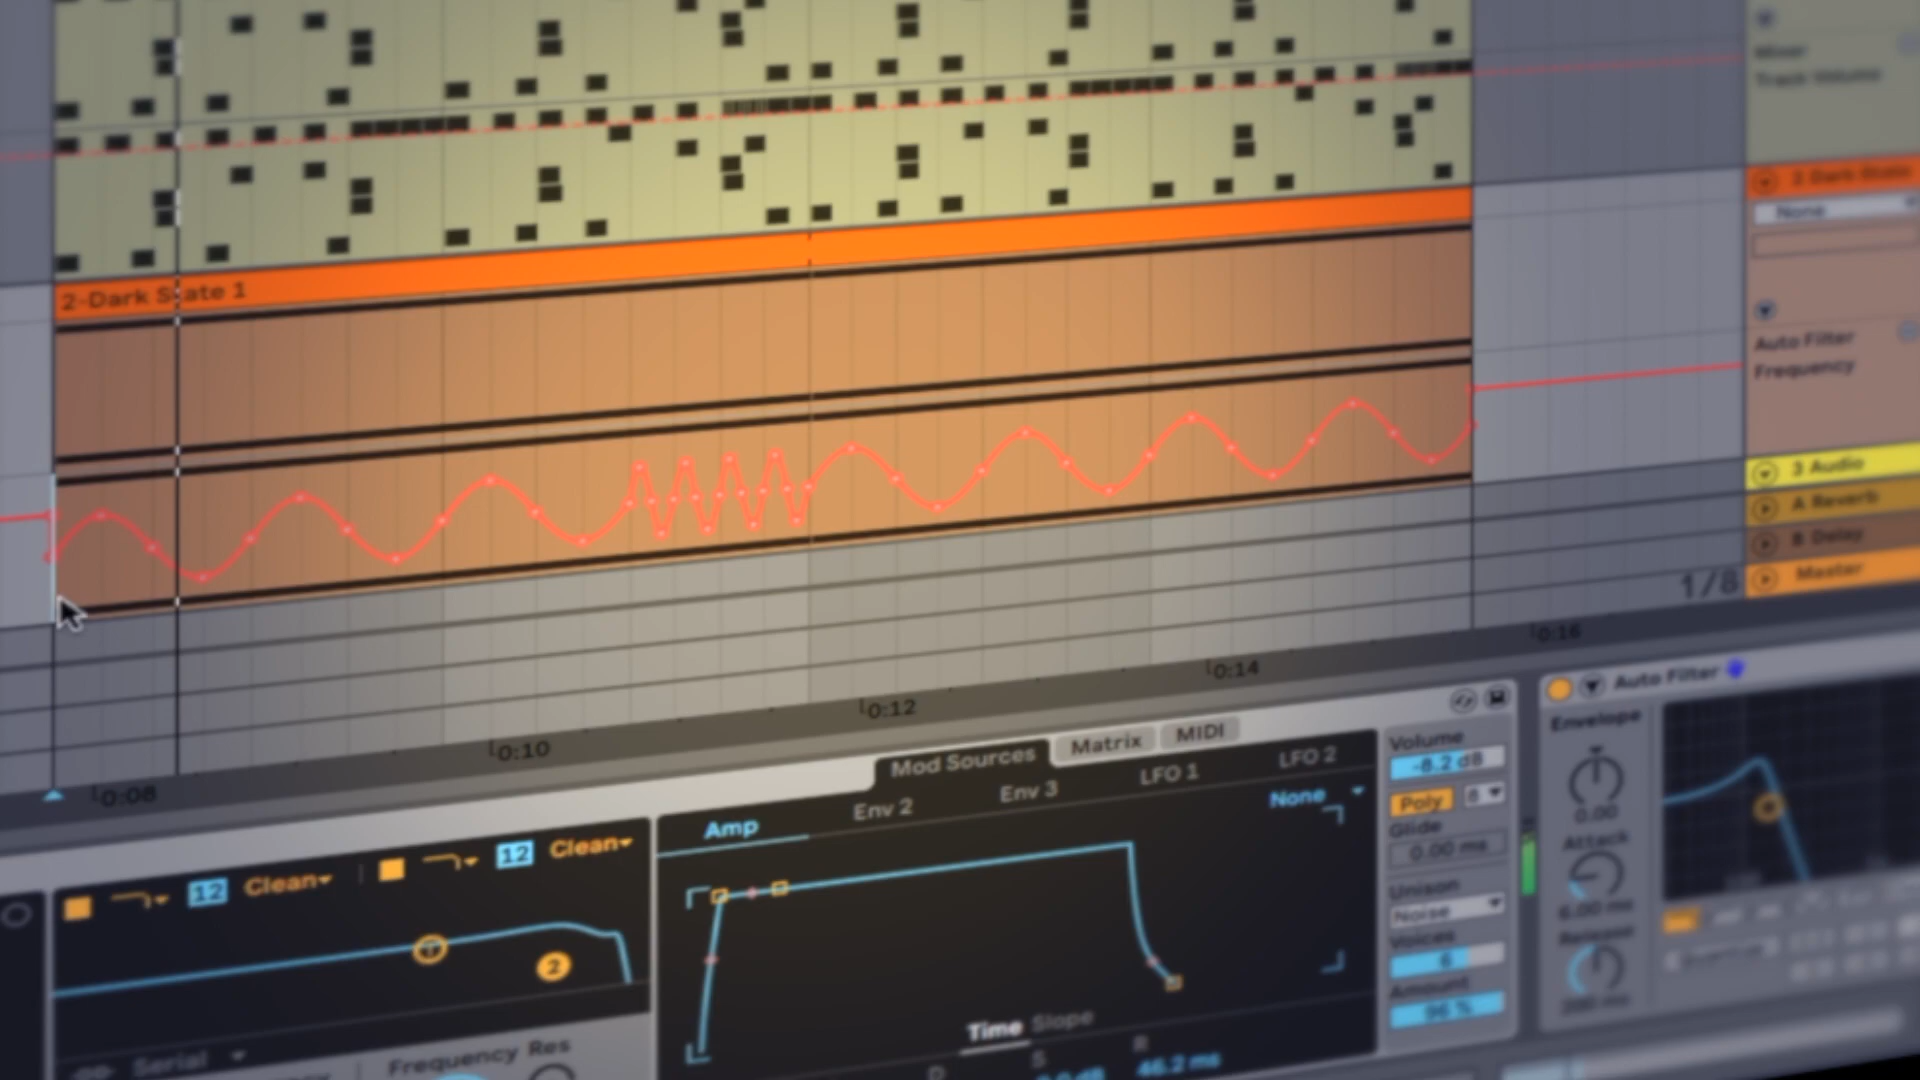 Mixer
Track Volume
2 Dark State
None
2-Dark State 1
Auto Filter
Frequency
3 Audio
A Reverb
B Delay
Master
1/8
0:16
0:14
0:12
0:10
0:08
Auto Filter
Mod Sources
Matrix
MIDI
Amp
Env 2
Env 3
LFO 1
LFO 2
None
Volume
-8.2 dB
Poly
8
Glide
0.00 ms
Unison
Noise
Voices
6
Amount
96 %
Envelope
0.00
Attack
6.00 ms
Release
12
Clean
12
Clean
2
Serial
Frequency
Res
Time
Slope
D
S
R
46.2 ms